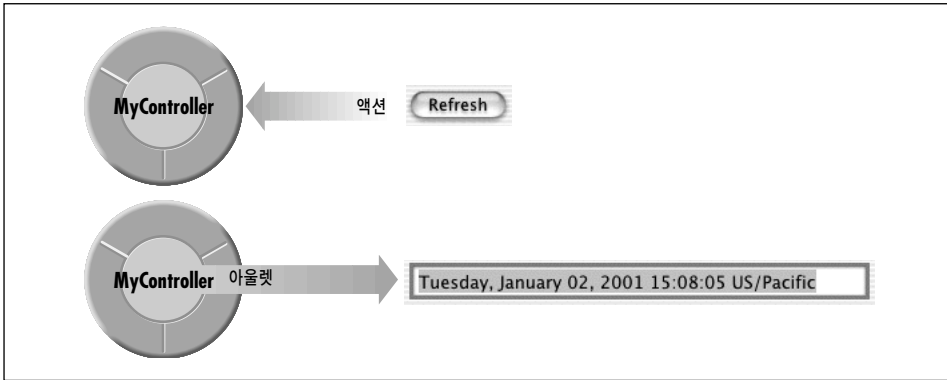 MyController
액션
Refresh
MyController
아울렛
Tuesday, January 02, 2001 15:08:05 US/Pacific